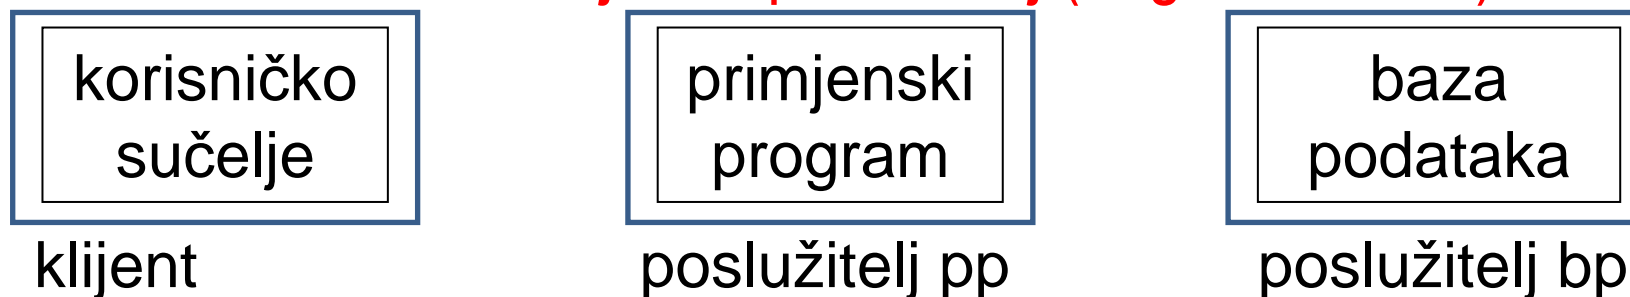 korisničko
sučelje
primjenski
program
baza
podataka
klijent
poslužitelj pp
poslužitelj bp